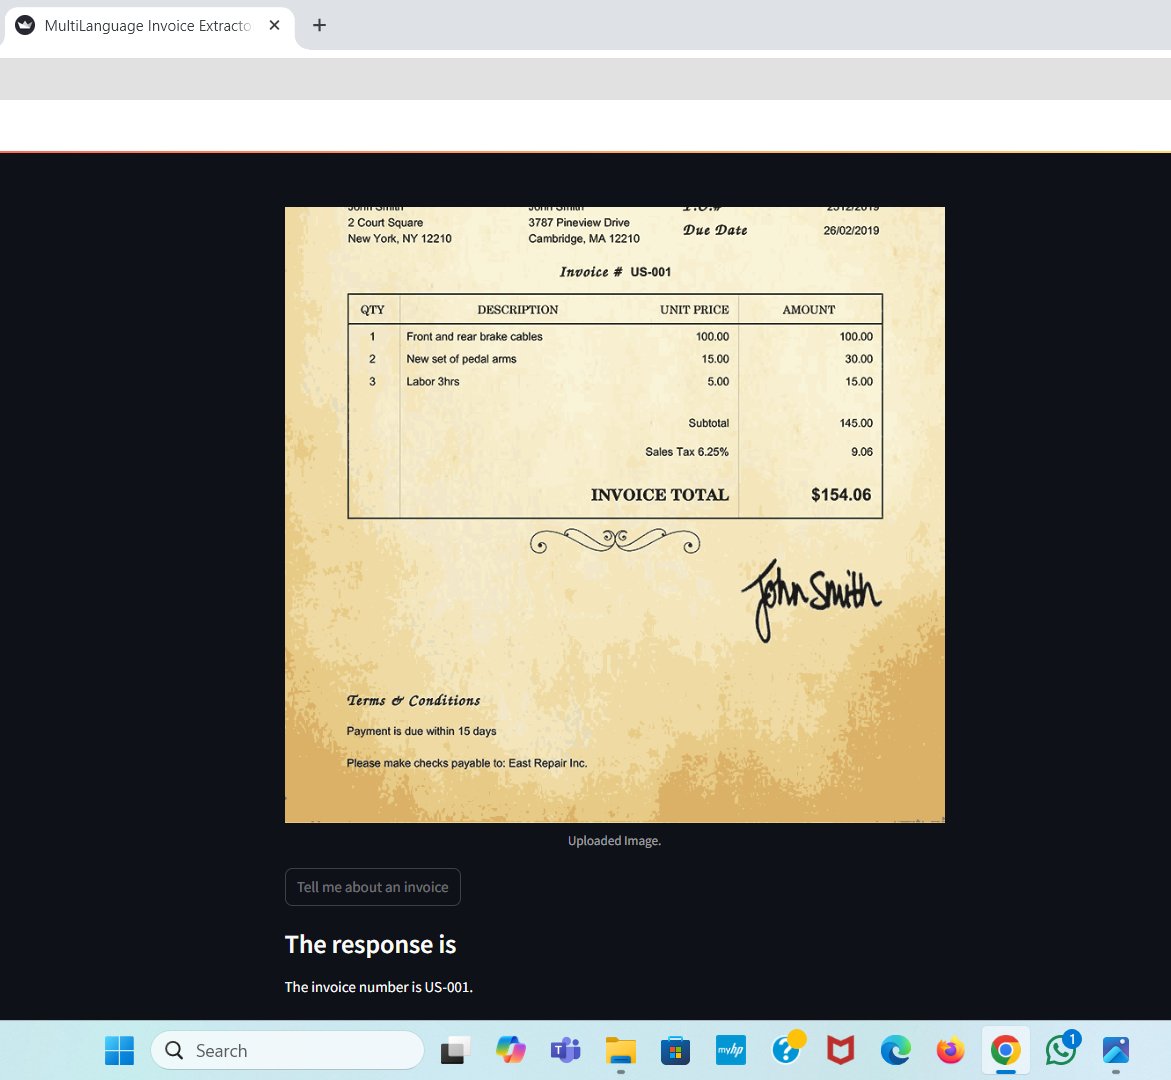 MultiLanguage Invoice Extracto
2 Court Square
3787 Pineview Drive
New York, NY 12210
Cambridge, MA 12210
Due Date
26/02/2019
Invoice # US-001
QTY DESCRIPTION UNIT PRICE AMOUNT
1 Front and rear brake cables 100.00 100.00
2 New set of pedal arms 15.00 30.00
3 Labor 3hrs 5.00 15.00
Subtotal 145.00
Sales Tax 6.25% 9.06
INVOICE TOTAL $154.06
John Smith
Terms & Conditions
Payment is due within 15 days
Please make checks payable to: East Repair Inc.
Uploaded Image.
Tell me about an invoice
The response is
The invoice number is US-001.
Search
T
myhp
?
1